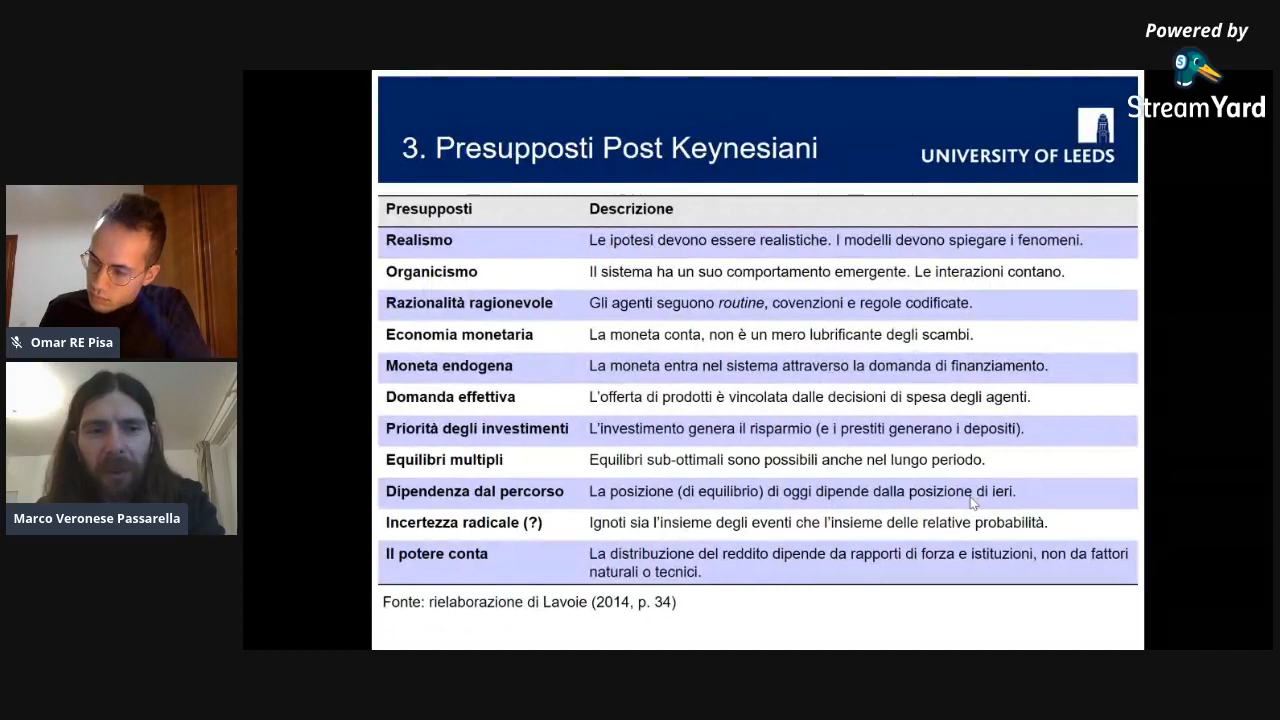 Powered by
StreamYard
3. Presupposti Post Keynesiani
UNIVERSITY OF LEEDS
Presupposti Descrizione
Realismo Le ipotesi devono essere realistiche. I modelli devono spiegare i fenomeni.
Organicismo Il sistema ha un suo comportamento emergente. Le interazioni contano.
Razionalità ragionevole Gli agenti seguono routine, covenzioni e regole codificate.
Economia monetaria La moneta conta, non è un mero lubrificante degli scambi.
Moneta endogena La moneta entra nel sistema attraverso la domanda di finanziamento.
Domanda effettiva L'offerta di prodotti è vincolata dalle decisioni di spesa degli agenti.
Priorità degli investimenti L'investimento genera il risparmio (e i prestiti generano i depositi).
Equilibri multipli Equilibri sub-ottimali sono possibili anche nel lungo periodo.
Dipendenza dal percorso La posizione (di equilibrio) di oggi dipende dalla posizione di ieri.
Incertezza radicale (?) Ignoti sia l'insieme degli eventi che l'insieme delle relative probabilità.
Il potere conta La distribuzione del reddito dipende da rapporti di forza e istituzioni, non da fattori
naturali o tecnici.
Fonte: rielaborazione di Lavoie (2014, p. 34)
Omar RE Pisa
Marco Veronese Passarella